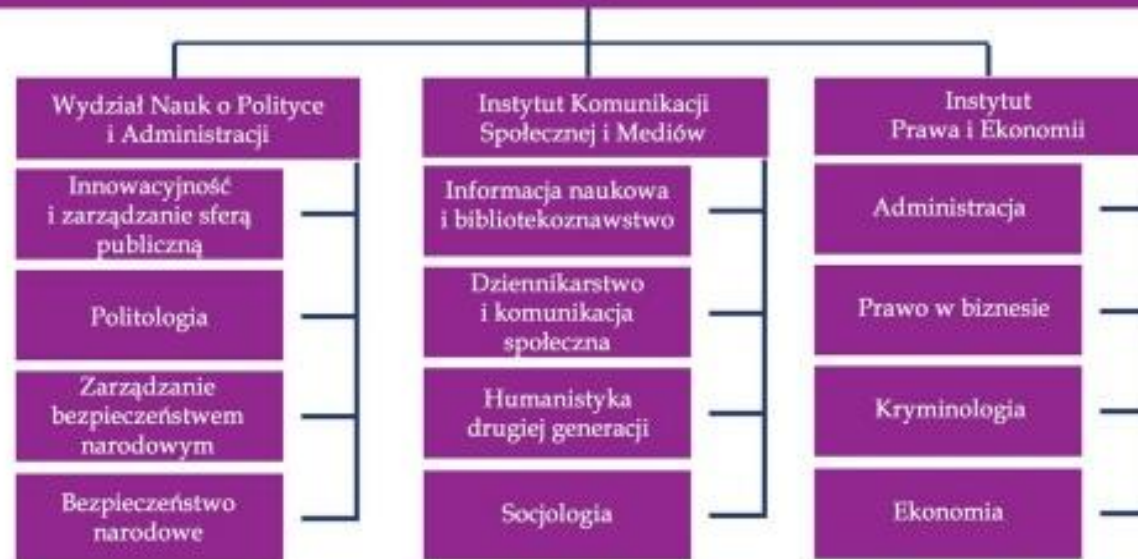 Wydział Nauk o Polityce
i Administracji
Innowacyjność
i zarządzanie sferą
publiczną
Politologia
Zarządzanie
bezpieczeństwem
narodowym
Bezpieczeństwo
narodowe
Instytut Komunikacji
Społecznej i Mediów
Informacja naukowa
i bibliotekoznawstwo
Dziennikarstwo
i komunikacja
społeczna
Humanistyka
drugiej generacji
Socjologia
Instytut
Prawa i Ekonomii
Administracja
Prawo w biznesie
Kryminologia
Ekonomia